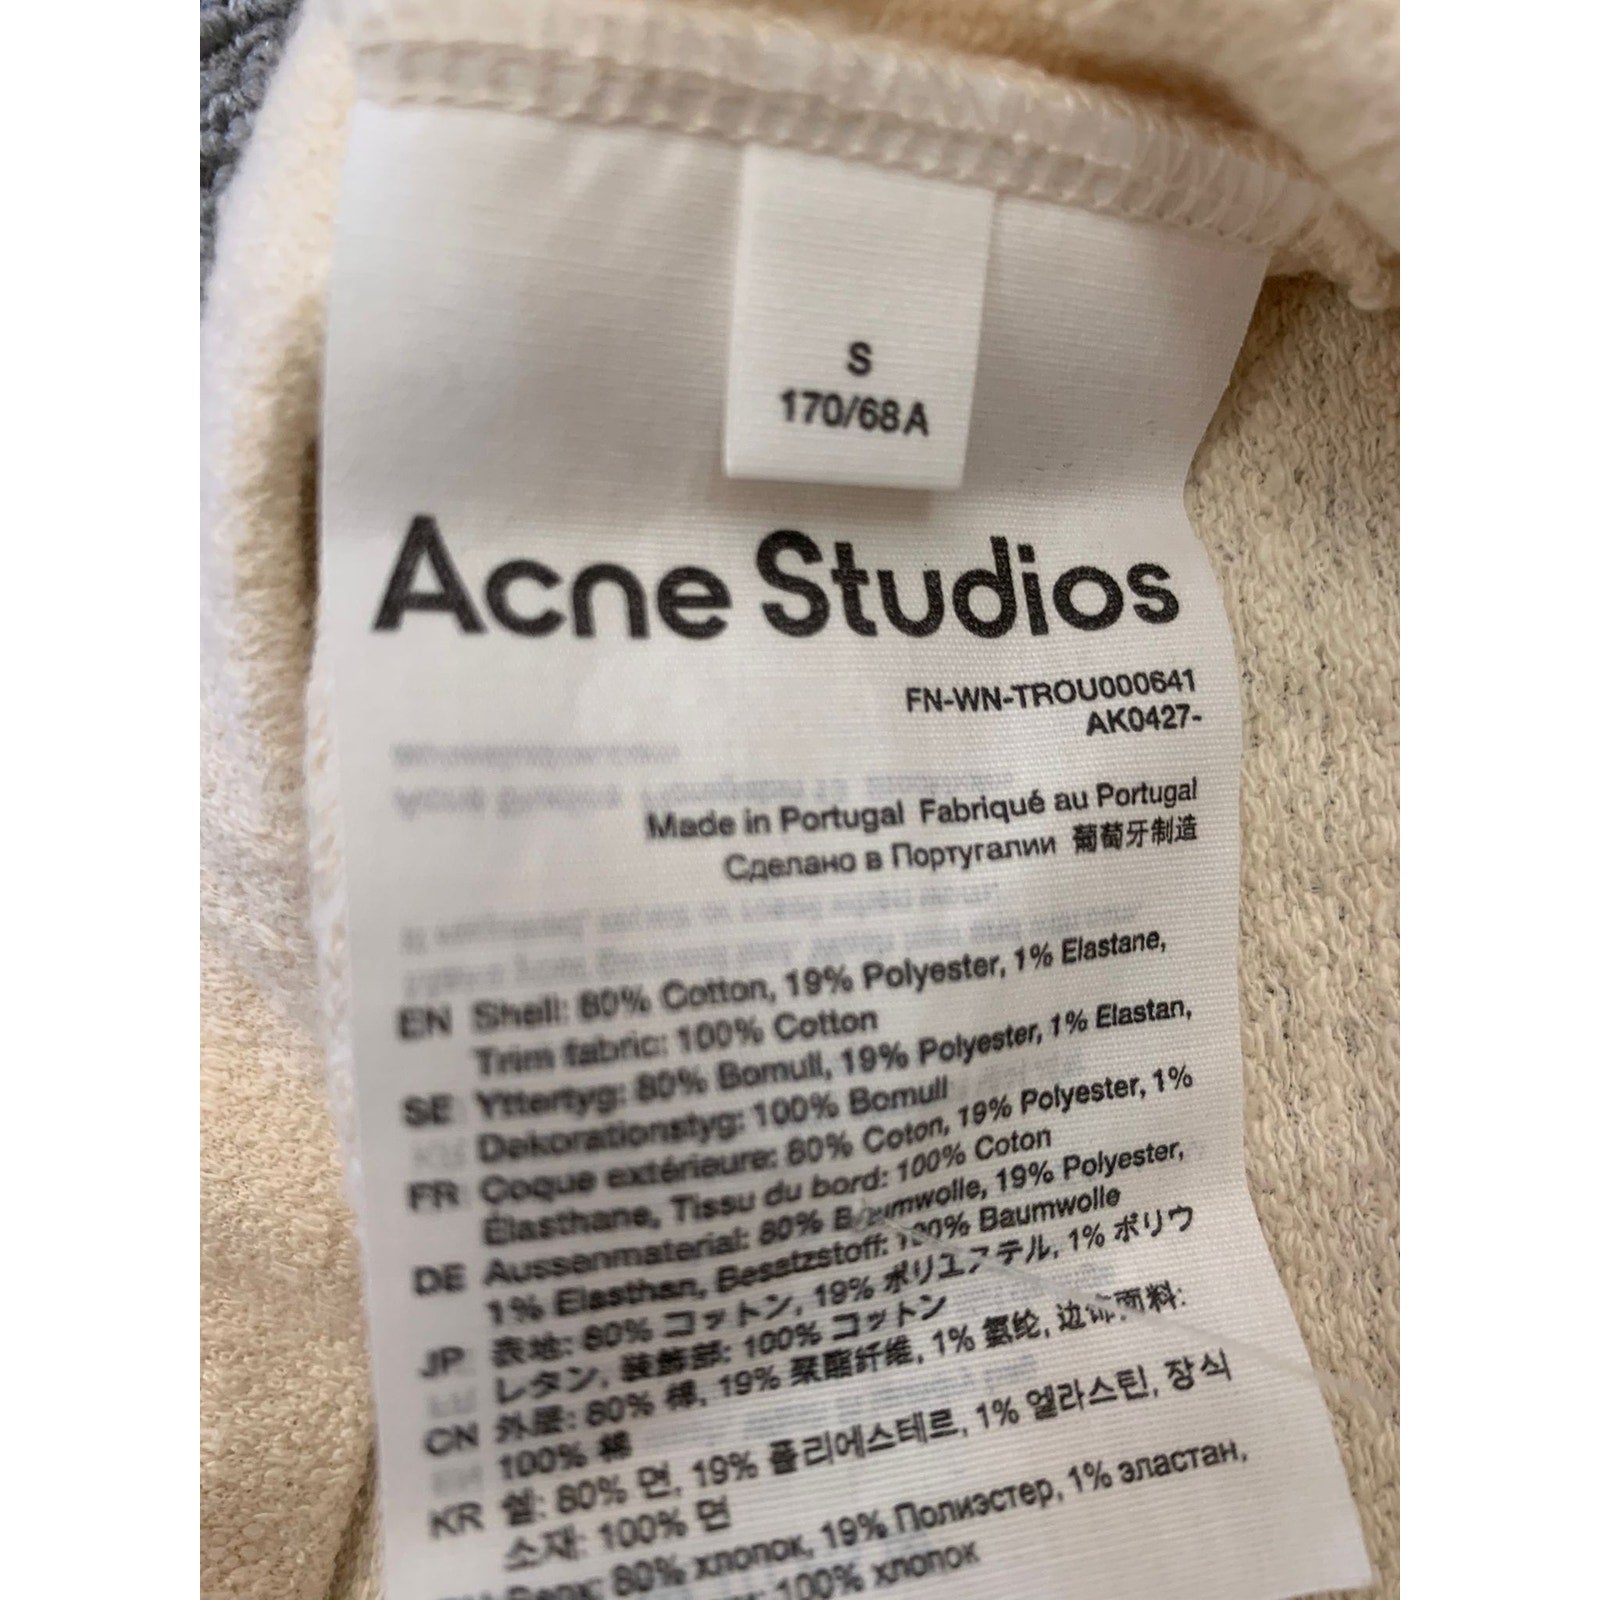 S
170/68A
Acne Studios
FN-WN-TROU000641
AK0427-
Made in Portugal Fabriqué au Portugal
Сделано в Португалии 葡萄牙制造
EN Shell: 80% Cotton, 19% Polyester, 1% Elastane,
Trim fabric: 100% Cotton
SE Yttertyg: 80% Bomull, 19% Polyester, 1% Elastan,
Dekorationstyg: 100% Bomull
FR Coque extérieure: 80% Coton, 19% Polyester, 1%
Élasthane, Tissu du bord: 100% Coton
DE Aussenmaterial: 80% Baumwolle, 19% Polyester,
1% Elasthan, Besatzstoff: 100% Baumwolle
JP 表地: 80% コットン, 19% ポリエステル, 1% ポリウ
レタン, 装飾部: 100% コットン
CN 外层: 80% 棉, 19% 聚酯纤维, 1% 氨纶, 边饰面料:
100% 棉
KR 쉘: 80% 면, 19% 폴리에스테르, 1% 엘라스틴, 장식
소재: 100% 면
80% хлопок, 19% Полиэстер, 1% эластан,
100% хлопок